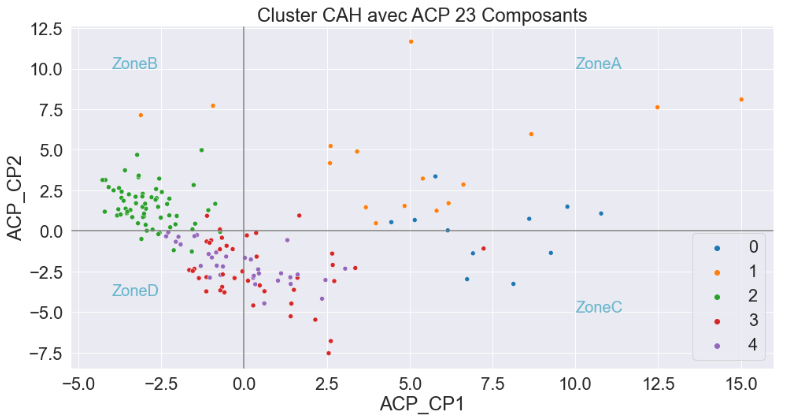 Cluster CAH avec ACP 23 Composants
12.5
10.0
7.5
5.0
2.5
0.0
−2.5
−5.0
−7.5
ACP_CP2
ZoneB
ZoneA
ZoneD
ZoneC
0
1
2
3
4
−5.0 −2.5 0.0 2.5 5.0 7.5 10.0 12.5 15.0
ACP_CP1